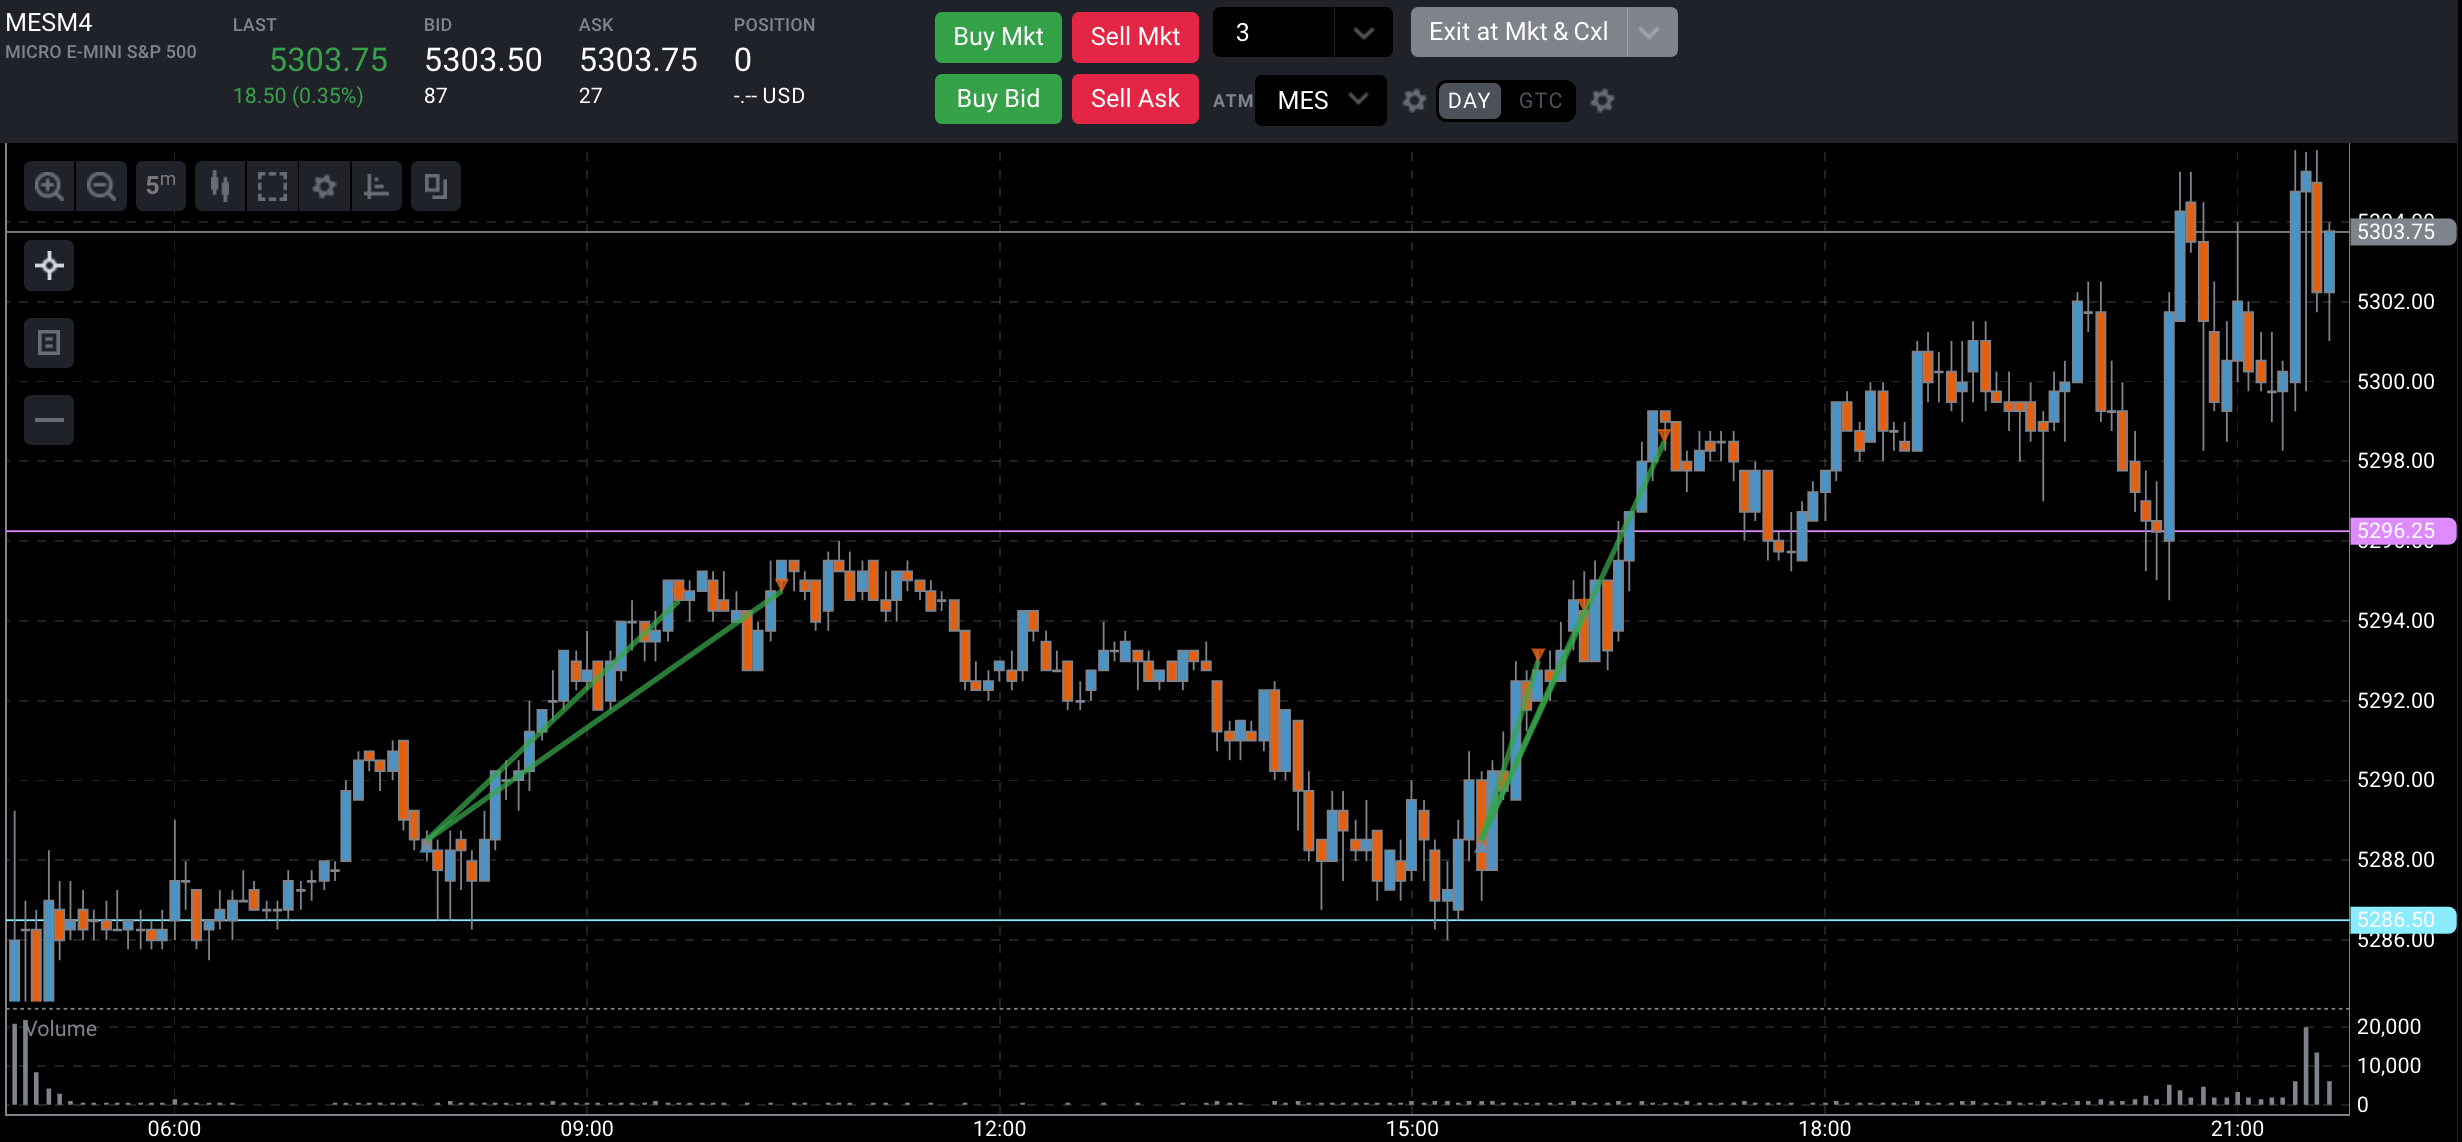 MESM4
MICRO E-MINI S&P 500
LAST
5303.75
18.50 (0.35%)
BID
5303.50
87
ASK
5303.75
27
POSITION
0
-.-- USD
Buy Mkt
Sell Mkt
3
Exit at Mkt & Cxl
Buy Bid
Sell Ask
ATM
MES
DAY
GTC
5m
5303.75
5302.00
5300.00
5298.00
5296.25
5294.00
5292.00
5290.00
5288.00
5286.50
5286.00
Volume
20,000
10,000
0
06:00
09:00
12:00
15:00
18:00
21:00